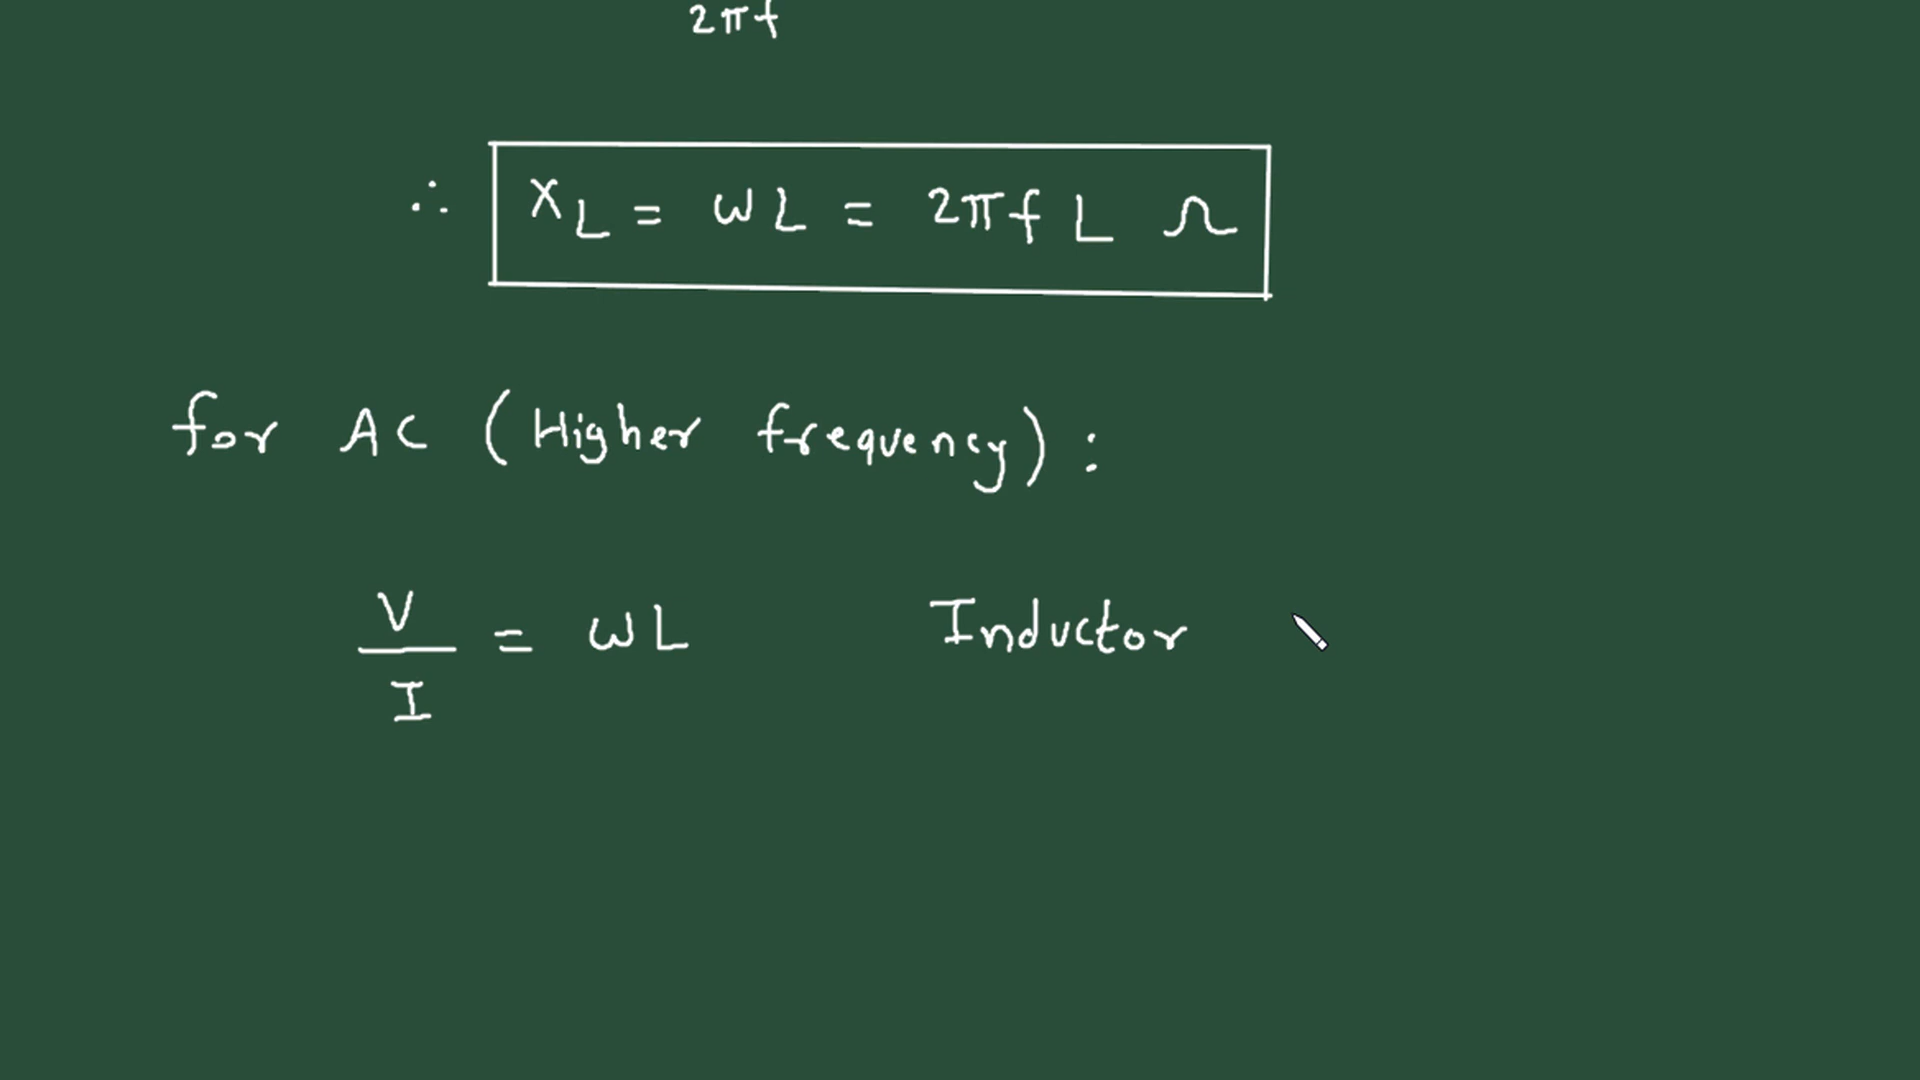 2πf
∴ X_L = ωL = 2πf L Ω
for AC (Higher frequency) :
V/I = ωL Inductor